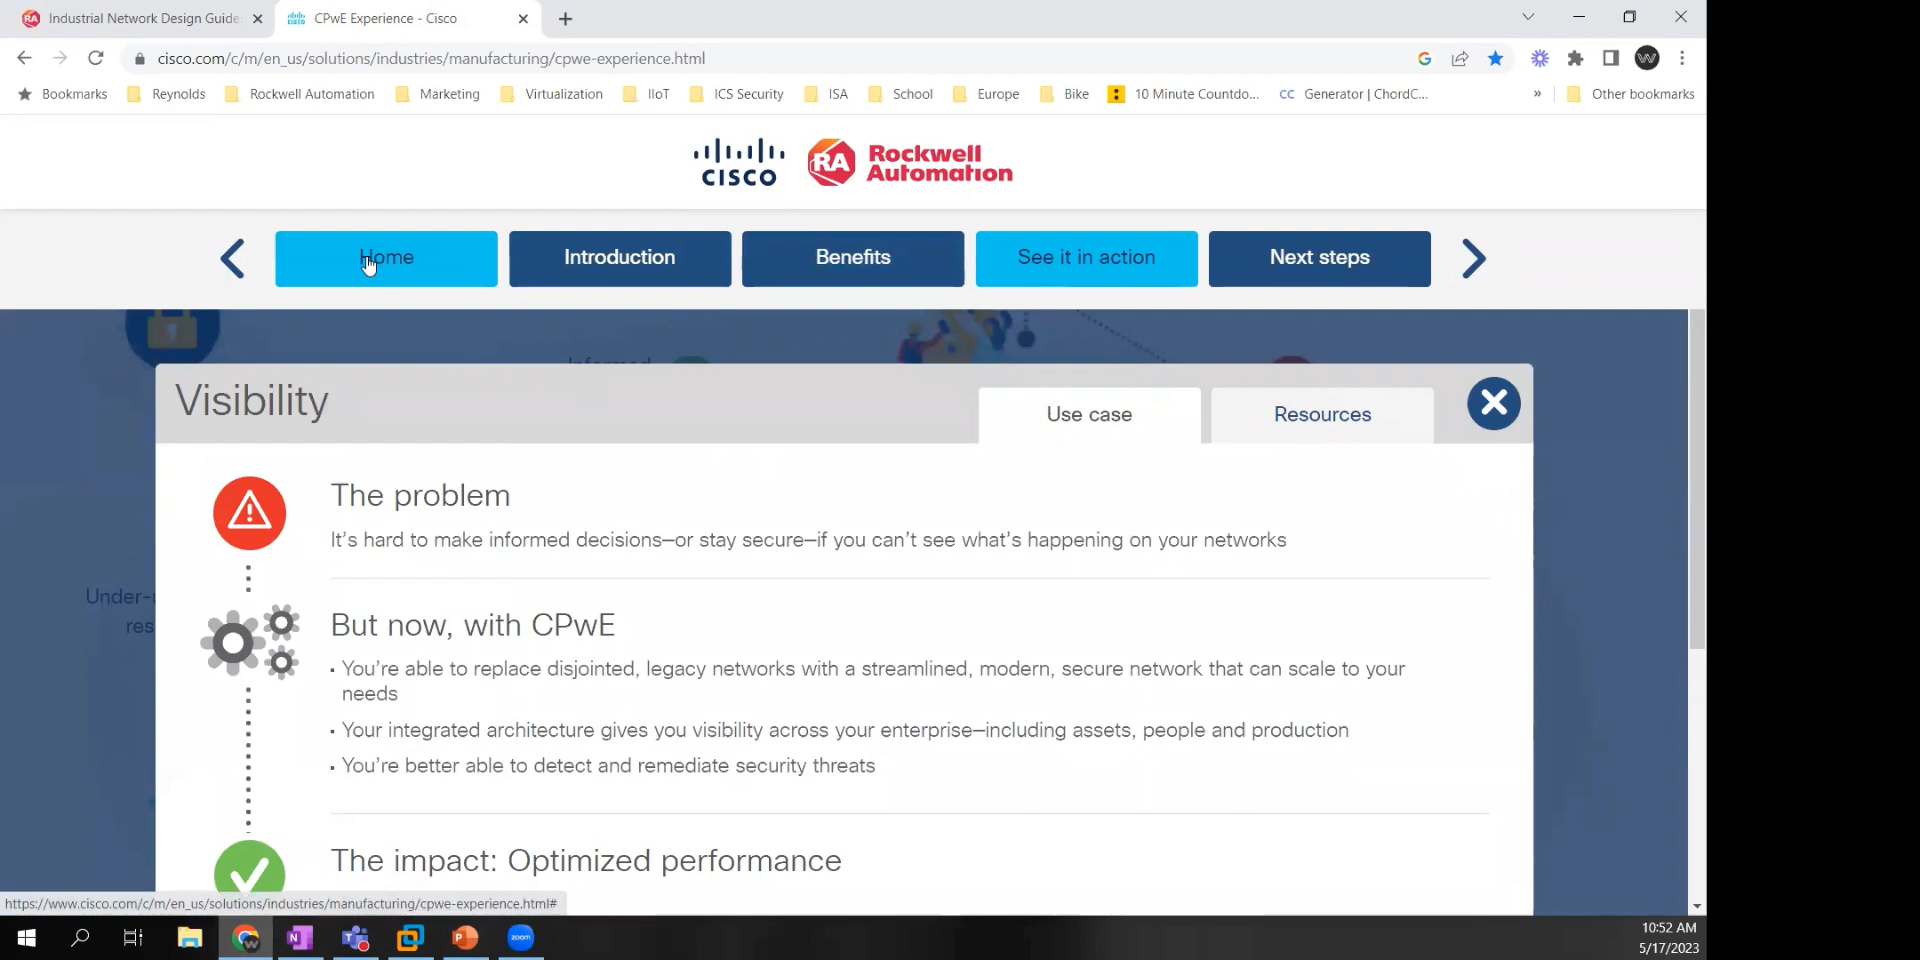 Industrial Network Design Guide
CPwE Experience - Cisco
cisco.com/c/m/en_us/solutions/industries/manufacturing/cpwe-experience.html
Bookmarks Reynolds Rockwell Automation Marketing Virtualization IIoT ICS Security ISA School Europe Bike 10 Minute Countdo... CC Generator | ChordC... » Other bookmarks
CISCO
RA Rockwell
Automation
Home Introduction Benefits See it in action Next steps
Informed
Visibility
Use case
Resources
The problem
It's hard to make informed decisions—or stay secure—if you can't see what's happening on your networks
Under-
res
But now, with CPwE
▪ You're able to replace disjointed, legacy networks with a streamlined, modern, secure network that can scale to your
needs
▪ Your integrated architecture gives you visibility across your enterprise—including assets, people and production
▪ You're better able to detect and remediate security threats
The impact: Optimized performance
https://www.cisco.com/c/m/en_us/solutions/industries/manufacturing/cpwe-experience.html#
zoom
10:52 AM
5/17/2023